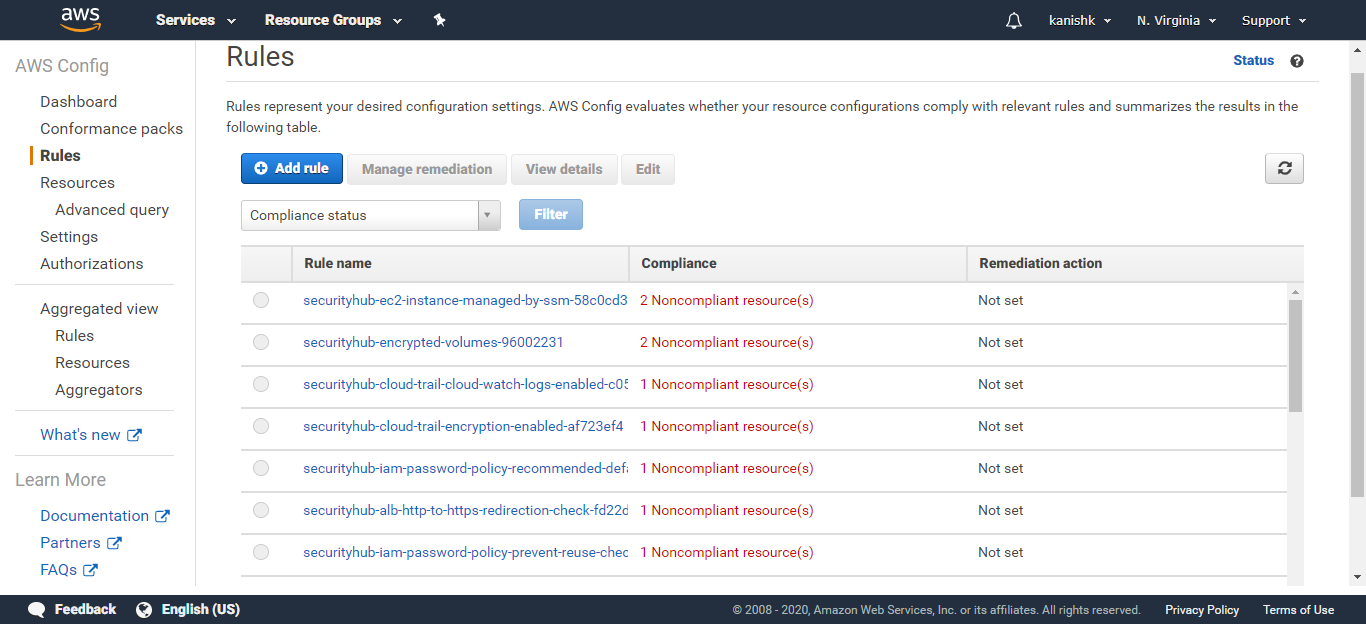 aws
Services
Resource Groups
kanishk
N. Virginia
Support
AWS Config
Dashboard
Conformance packs
Rules
Resources
Advanced query
Settings
Authorizations
Aggregated view
Rules
Resources
Aggregators
What's new
Learn More
Documentation
Partners
FAQs
Rules
Status
Rules represent your desired configuration settings. AWS Config evaluates whether your resource configurations comply with relevant rules and summarizes the results in the
following table.
Add rule Manage remediation View details Edit
Compliance status Filter
Rule name Compliance Remediation action
securityhub-ec2-instance-managed-by-ssm-58c0cd3 2 Noncompliant resource(s) Not set
securityhub-encrypted-volumes-96002231 2 Noncompliant resource(s) Not set
securityhub-cloud-trail-cloud-watch-logs-enabled-c05 1 Noncompliant resource(s) Not set
securityhub-cloud-trail-encryption-enabled-af723ef4 1 Noncompliant resource(s) Not set
securityhub-iam-password-policy-recommended-defa 1 Noncompliant resource(s) Not set
securityhub-alb-http-to-https-redirection-check-fd22d 1 Noncompliant resource(s) Not set
securityhub-iam-password-policy-prevent-reuse-chec 1 Noncompliant resource(s) Not set
Feedback English (US) © 2008 - 2020, Amazon Web Services, Inc. or its affiliates. All rights reserved. Privacy Policy Terms of Use